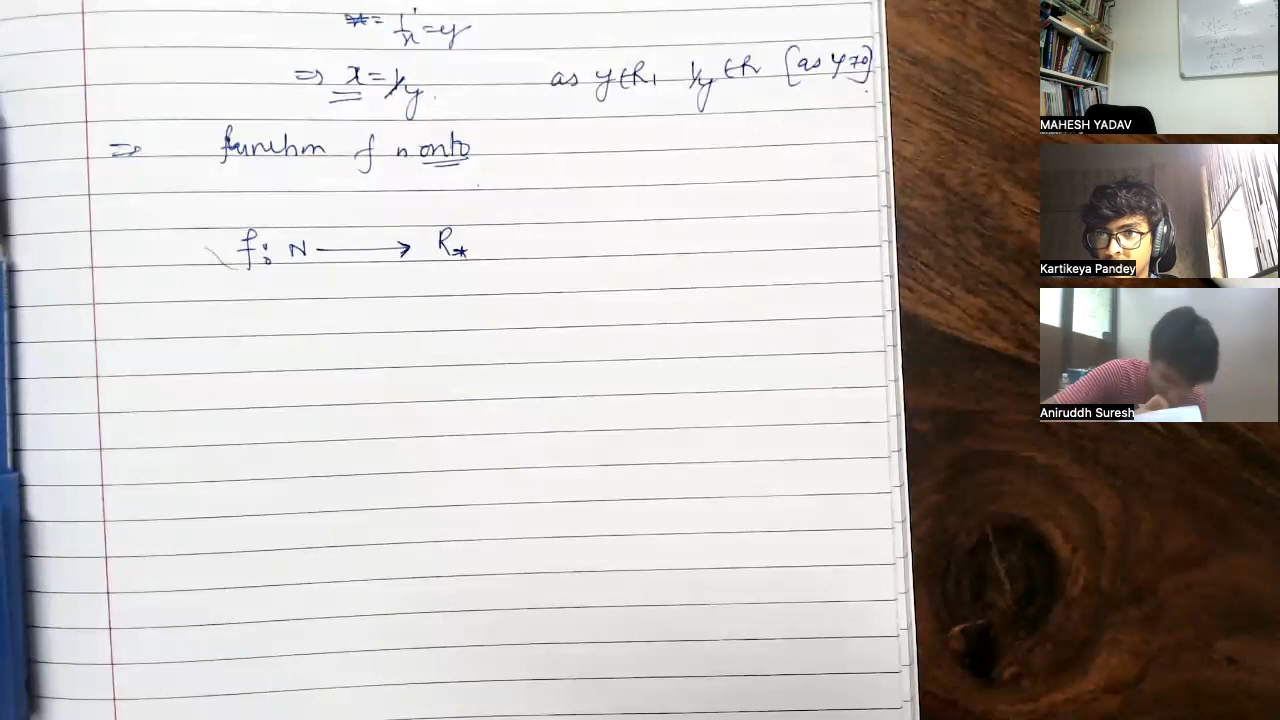 = 1/x = y
⇒ x = 1/y. as y ∈ R, 1/y ∈ R [as y ≠ 0]
⇒ function f is onto
f: N ⟶ R*
MAHESH YADAV
Kartikeya Pandey
Aniruddh Suresh